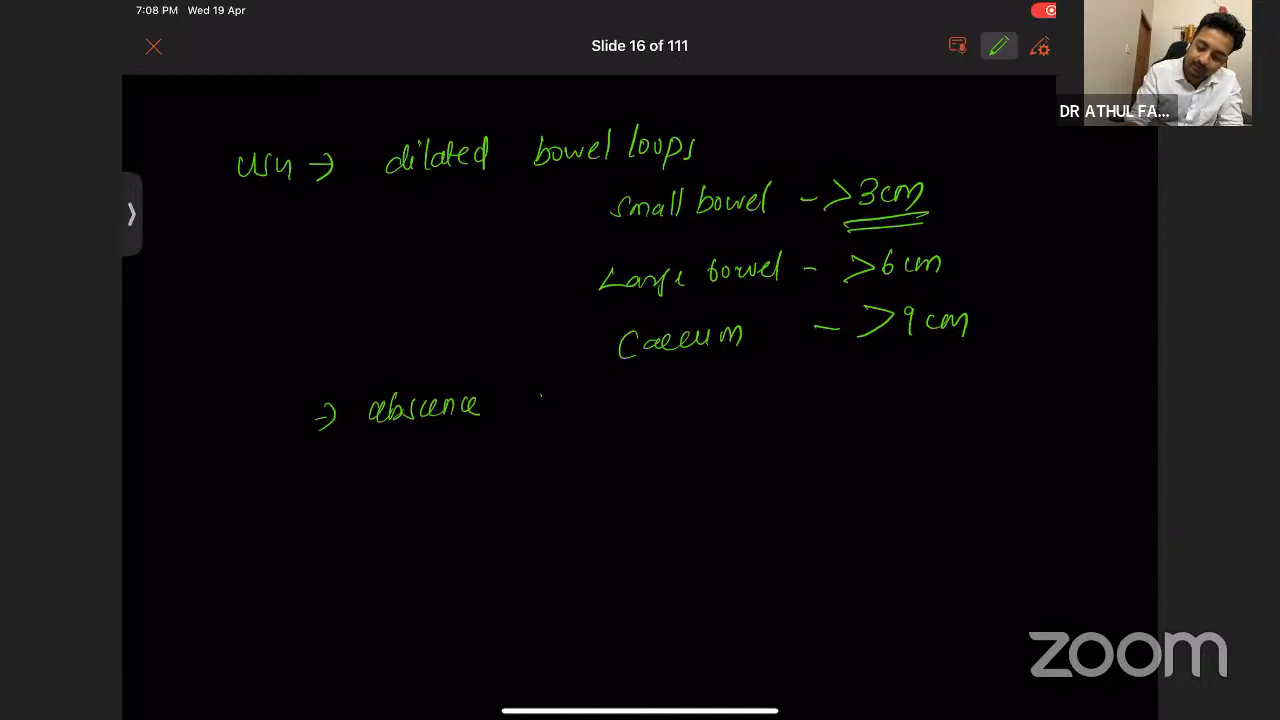 7:08 PM Wed 19 Apr
Slide 16 of 111
DR ATHUL FA...
USG → dilated bowel loops
small bowel - >3cm
Large bowel - >6cm
Caecum - >9cm
→ abscence
zoom